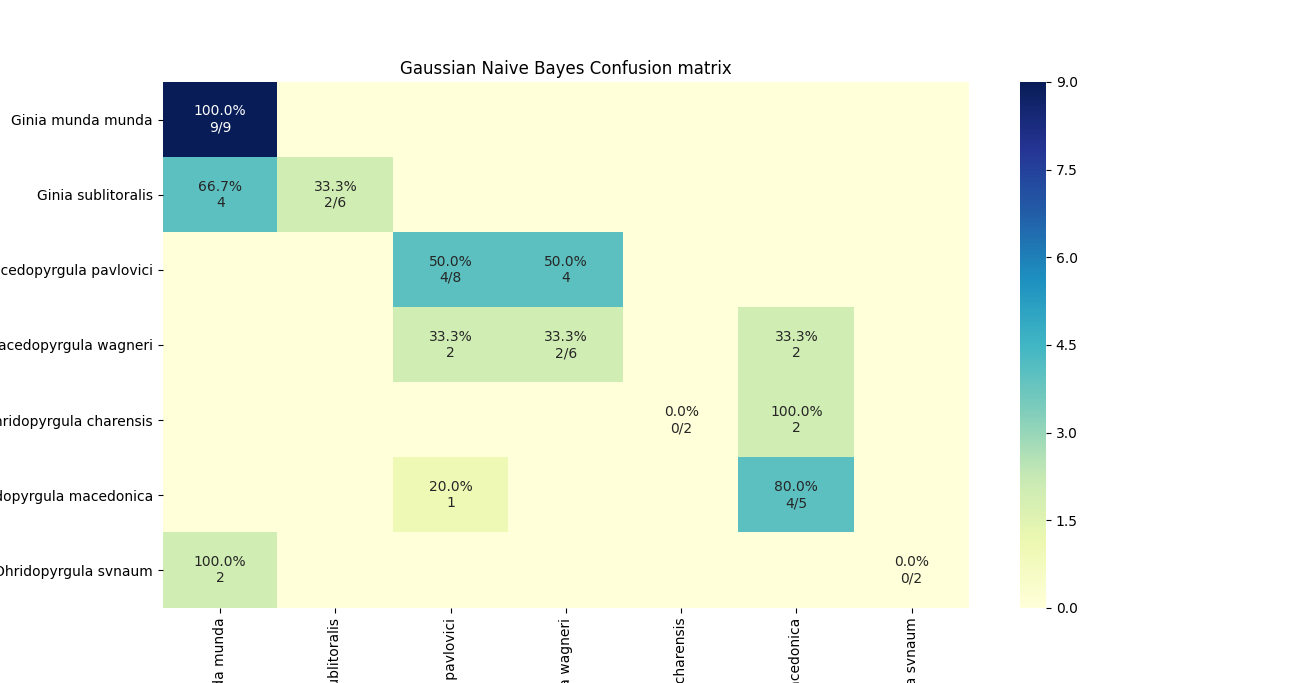 Gaussian Naive Bayes Confusion matrix
Ginia munda munda
100.0%
9/9
Ginia sublitoralis
66.7%
4
33.3%
2/6
cedopyrgula pavlovici
50.0%
4/8
50.0%
4
acedopyrgula wagneri
33.3%
2
33.3%
2/6
33.3%
2
hridopyrgula charensis
0.0%
0/2
100.0%
2
dopyrgula macedonica
20.0%
1
80.0%
4/5
Ohridopyrgula svnaum
100.0%
2
0.0%
0/2
da munda
ublitoralis
pavlovici
a wagneri
charensis
cedonica
a svnaum
9.0
7.5
6.0
4.5
3.0
1.5
0.0